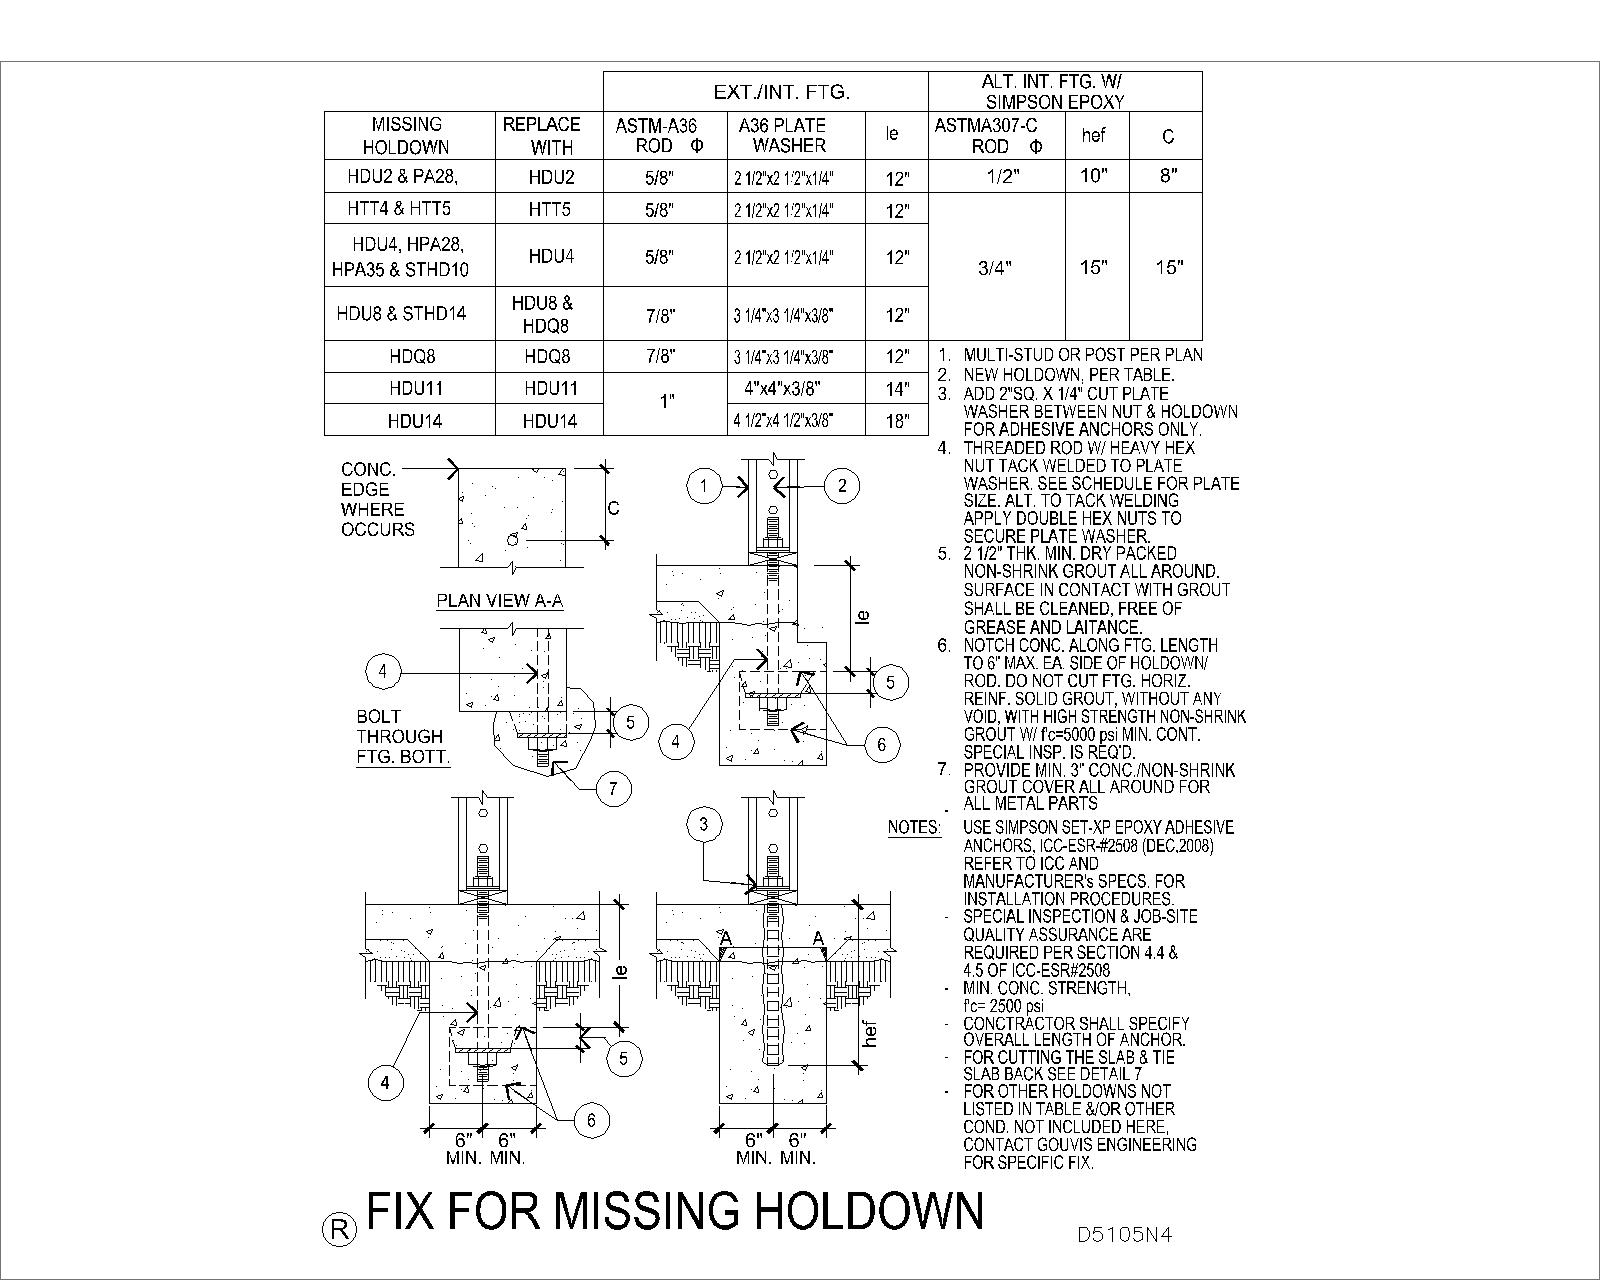 EXT./INT. FTG.
ALT. INT. FTG. W/
SIMPSON EPOXY
MISSING
HOLDOWN
REPLACE
WITH
ASTM-A36
ROD Φ
A36 PLATE
WASHER
le
ASTMA307-C
ROD Φ
hef
C
HDU2 & PA28, HDU2 5/8" 2 1/2"x2 1/2"x1/4" 12" 1/2" 10" 8"
HTT4 & HTT5 HTT5 5/8" 2 1/2"x2 1/2"x1/4" 12"
HDU4, HPA28,
HPA35 & STHD10
HDU4 5/8" 2 1/2"x2 1/2"x1/4" 12"
3/4" 15" 15"
HDU8 & STHD14
HDU8 &
HDQ8
7/8" 3 1/4"x3 1/4"x3/8" 12"
HDQ8 HDQ8 7/8" 3 1/4"x3 1/4"x3/8" 12"
HDU11 HDU11 4"x4"x3/8" 14"
1"
HDU14 HDU14 4 1/2"x4 1/2"x3/8" 18"
1. MULTI-STUD OR POST PER PLAN
2. NEW HOLDOWN, PER TABLE.
3. ADD 2"SQ. X 1/4" CUT PLATE
WASHER BETWEEN NUT & HOLDOWN
FOR ADHESIVE ANCHORS ONLY.
4. THREADED ROD W/ HEAVY HEX
NUT TACK WELDED TO PLATE
WASHER. SEE SCHEDULE FOR PLATE
SIZE. ALT. TO TACK WELDING
APPLY DOUBLE HEX NUTS TO
SECURE PLATE WASHER.
5. 2 1/2" THK. MIN. DRY PACKED
NON-SHRINK GROUT ALL AROUND.
SURFACE IN CONTACT WITH GROUT
SHALL BE CLEANED, FREE OF
GREASE AND LAITANCE.
6. NOTCH CONC. ALONG FTG. LENGTH
TO 6" MAX. EA. SIDE OF HOLDOWN/
ROD. DO NOT CUT FTG. HORIZ.
REINF. SOLID GROUT, WITHOUT ANY
VOID, WITH HIGH STRENGTH NON-SHRINK
GROUT W/ f'c=5000 psi MIN. CONT.
SPECIAL INSP. IS REQ'D.
7. PROVIDE MIN. 3" CONC./NON-SHRINK
GROUT COVER ALL AROUND FOR
ALL METAL PARTS
-
NOTES: USE SIMPSON SET-XP EPOXY ADHESIVE
ANCHORS, ICC-ESR-#2508 (DEC,2008)
REFER TO ICC AND
MANUFACTURER's SPECS. FOR
INSTALLATION PROCEDURES.
- SPECIAL INSPECTION & JOB-SITE
QUALITY ASSURANCE ARE
REQUIRED PER SECTION 4.4 &
4.5 OF ICC-ESR#2508
- MIN. CONC. STRENGTH,
f'c= 2500 psi
- CONCTRACTOR SHALL SPECIFY
OVERALL LENGTH OF ANCHOR.
- FOR CUTTING THE SLAB & TIE
SLAB BACK SEE DETAIL 7
- FOR OTHER HOLDOWNS NOT
LISTED IN TABLE &/OR OTHER
COND. NOT INCLUDED HERE,
CONTACT GOUVIS ENGINEERING
FOR SPECIFIC FIX.
CONC.
EDGE
WHERE
OCCURS
C
PLAN VIEW A-A
4
BOLT
THROUGH
FTG. BOTT.
5
7
1
2
le
5
4
6
le
4
5
6
6" 6"
MIN. MIN.
3
A A
hef
6" 6"
MIN. MIN.
R FIX FOR MISSING HOLDOWN
D5105N4